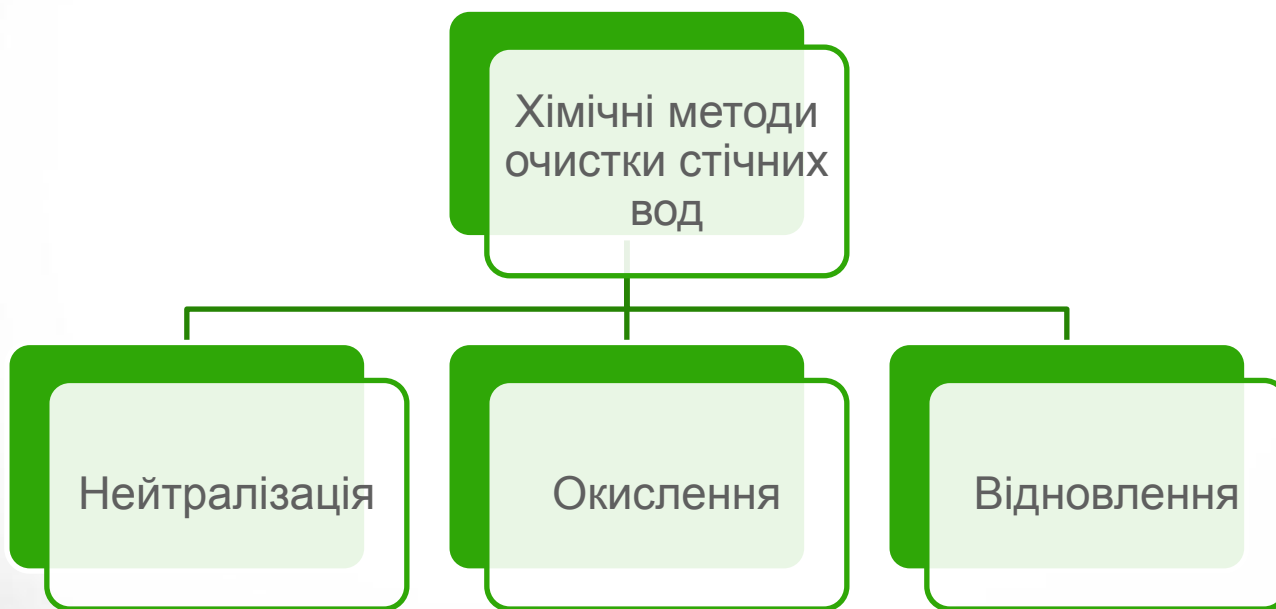 Хімічні методи
очистки стічних
вод
Нейтралізація
Окислення
Відновлення